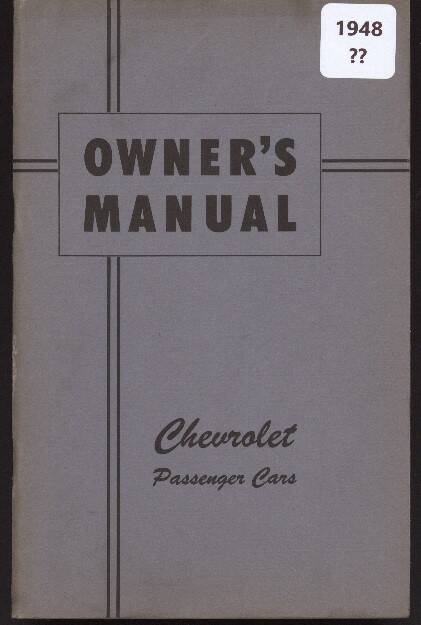 1948
??
OWNER'S
MANUAL
Chevrolet
Passenger Cars